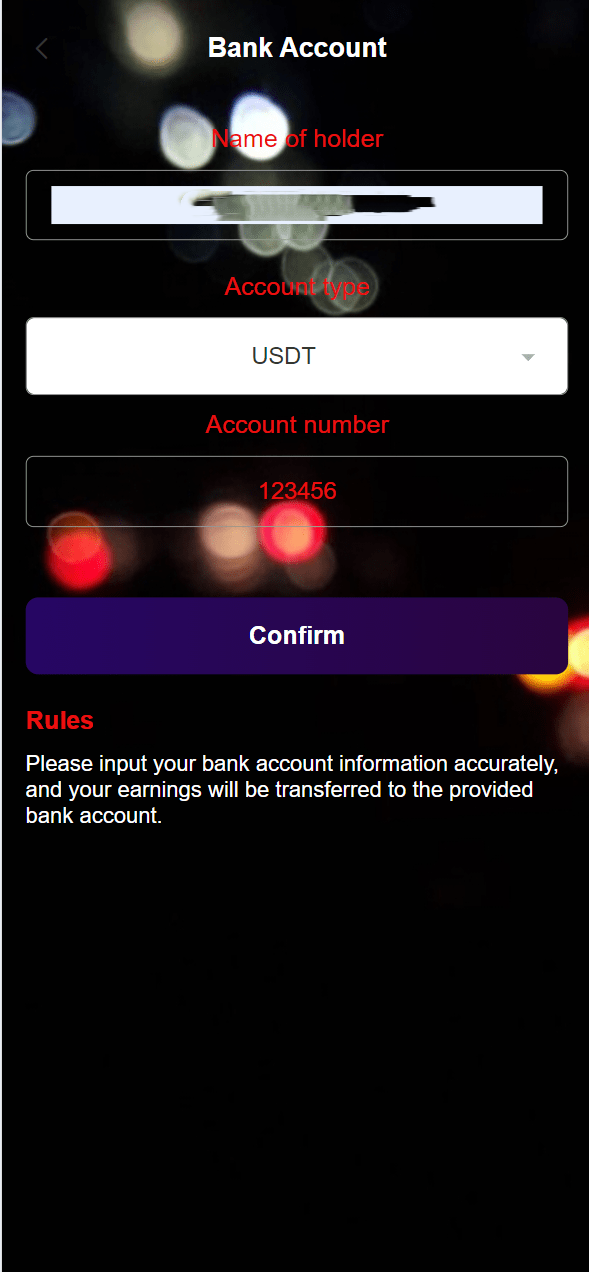 Bank Account
Name of holder
Account type
USDT
Account number
123456
Confirm
Rules
Please input your bank account information accurately,
and your earnings will be transferred to the provided
bank account.